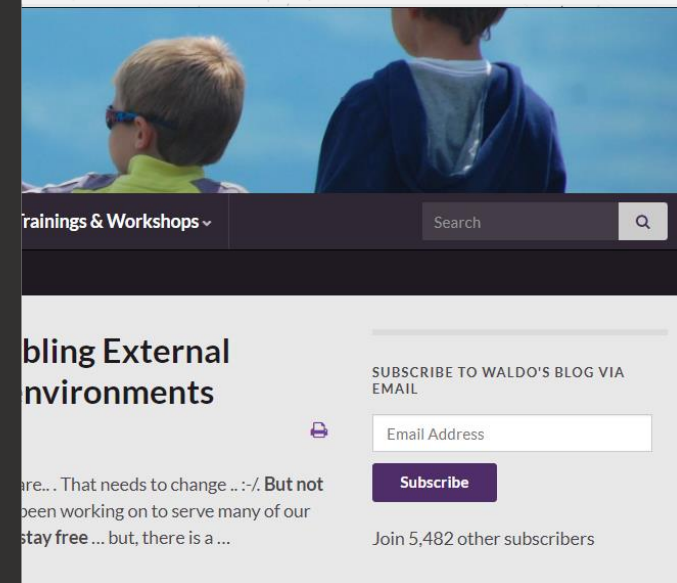 Trainings & Workshops
Search
bling External
environments
are.. . That needs to change .. :-/. But not
been working on to serve many of our
stay free ... but, there is a ...
SUBSCRIBE TO WALDO'S BLOG VIA
EMAIL
Email Address
Subscribe
Join 5,482 other subscribers